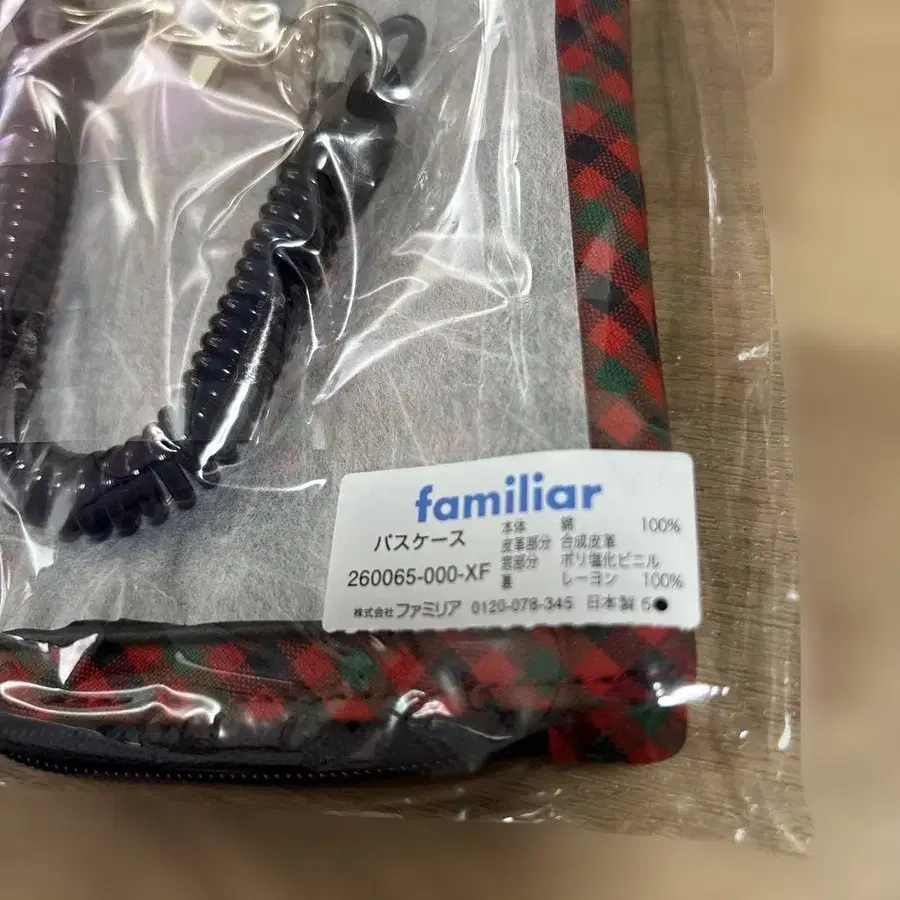 familiar
パスケース
260065-000-XF
本体 綿 100%
皮革部分 合成皮革
窓部分 ポリ塩化ビニル
裏 レーヨン 100%
株式会社 ファミリア 0120-078-345 日本製 5●